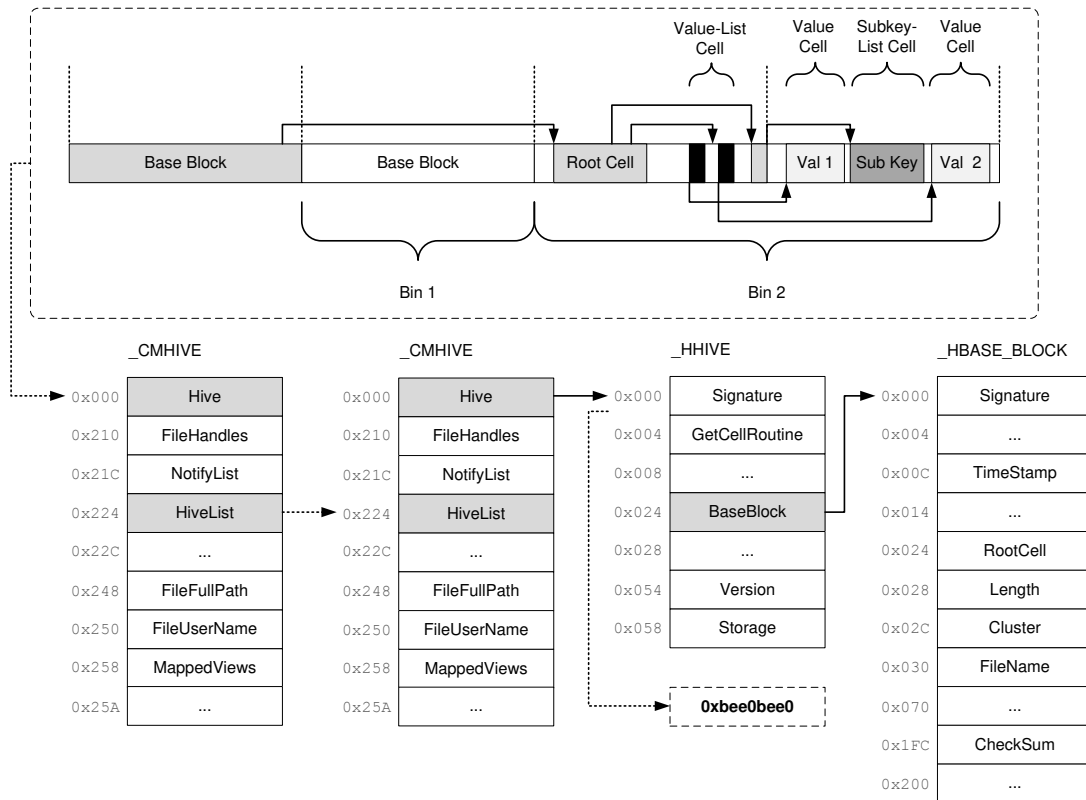 Value-List
Cell
Value
Cell
Subkey-
List Cell
Value
Cell
Base Block
Base Block
Root Cell
Val 1
Sub Key
Val 2
Bin 1
Bin 2
_CMHIVE
0x000 Hive
0x210 FileHandles
0x21C NotifyList
0x224 HiveList
0x22C ...
0x248 FileFullPath
0x250 FileUserName
0x258 MappedViews
0x25A ...
_CMHIVE
0x000 Hive
0x210 FileHandles
0x21C NotifyList
0x224 HiveList
0x22C ...
0x248 FileFullPath
0x250 FileUserName
0x258 MappedViews
0x25A ...
_HHIVE
0x000 Signature
0x004 GetCellRoutine
0x008 ...
0x024 BaseBlock
0x028 ...
0x054 Version
0x058 Storage
0xbee0bee0
_HBASE_BLOCK
0x000 Signature
0x004 ...
0x00C TimeStamp
0x014 ...
0x024 RootCell
0x028 Length
0x02C Cluster
0x030 FileName
0x070 ...
0x1FC CheckSum
0x200 ...